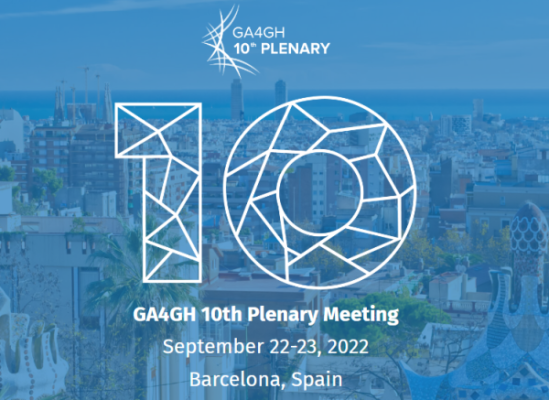 GA4GH
10th PLENARY
10
GA4GH 10th Plenary Meeting
September 22-23, 2022
Barcelona, Spain